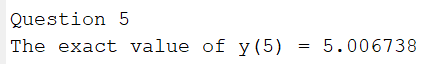 Question 5
The exact value of y(5) = 5.006738